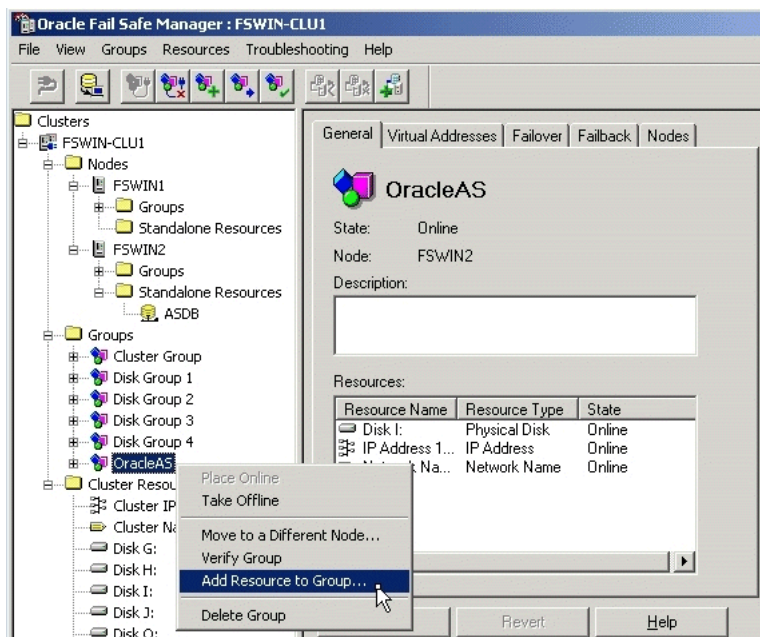 Oracle Fail Safe Manager : FSWIN-CLU1
File View Groups Resources Troubleshooting Help
Clusters
FSWIN-CLU1
Nodes
FSWIN1
Groups
Standalone Resources
FSWIN2
Groups
Standalone Resources
ASDB
Groups
Cluster Group
Disk Group 1
Disk Group 2
Disk Group 3
Disk Group 4
OracleAS
Cluster Resou
Cluster IP
Cluster Na
Disk G:
Disk H:
Disk I:
Disk J:
Disk O:
General Virtual Addresses Failover Failback Nodes
OracleAS
State: Online
Node: FSWIN2
Description:
Resources:
Resource Name Resource Type State
Disk I: Physical Disk Online
IP Address 1... IP Address Online
Na... Network Name Online
Place Online
Take Offline
Move to a Different Node...
Verify Group
Add Resource to Group...
Delete Group
Revert Help